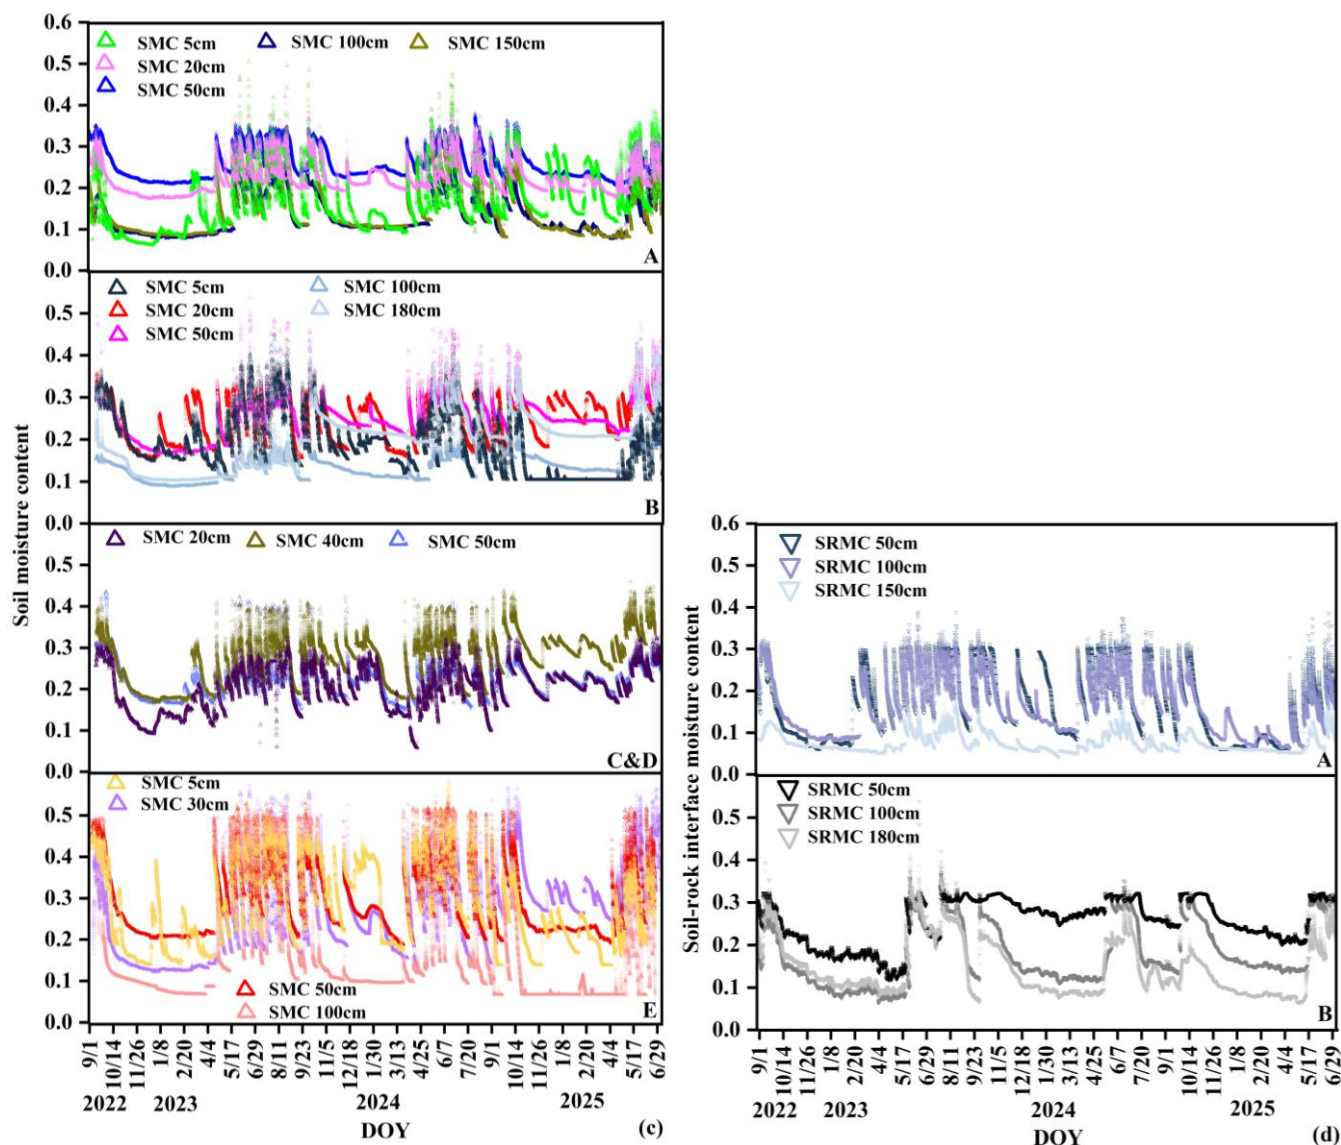 Soil moisture content
0.6
0.5
0.4
0.3
0.2
0.1
0.0
SMC 5cm
SMC 100cm
SMC 150cm
SMC 20cm
SMC 50cm
A
0.5
0.4
0.3
0.2
0.1
0.0
SMC 5cm
SMC 100cm
SMC 20cm
SMC 180cm
SMC 50cm
B
0.5
0.4
0.3
0.2
0.1
0.0
SMC 20cm
SMC 40cm
SMC 50cm
C&D
0.5
0.4
0.3
0.2
0.1
0.0
SMC 5cm
SMC 30cm
SMC 50cm
SMC 100cm
E
9/1
10/14
11/26
1/8
2/20
4/4
5/17
6/29
8/11
9/23
11/5
12/18
1/30
3/13
4/25
6/7
7/20
9/1
10/14
11/26
1/8
2/20
4/4
5/17
6/29
2022
2023
2024
2025
DOY
(c)
Soil-rock interface moisture content
0.6
0.5
0.4
0.3
0.2
0.1
0.0
SRMC 50cm
SRMC 100cm
SRMC 150cm
A
0.5
0.4
0.3
0.2
0.1
0.0
SRMC 50cm
SRMC 100cm
SRMC 180cm
B
9/1
10/14
11/26
1/8
2/20
4/4
5/17
6/29
8/11
9/23
11/5
12/18
1/30
3/13
4/25
6/7
7/20
9/1
10/14
11/26
1/8
2/20
4/4
5/17
6/29
2022
2023
2024
2025
DOY
(d)